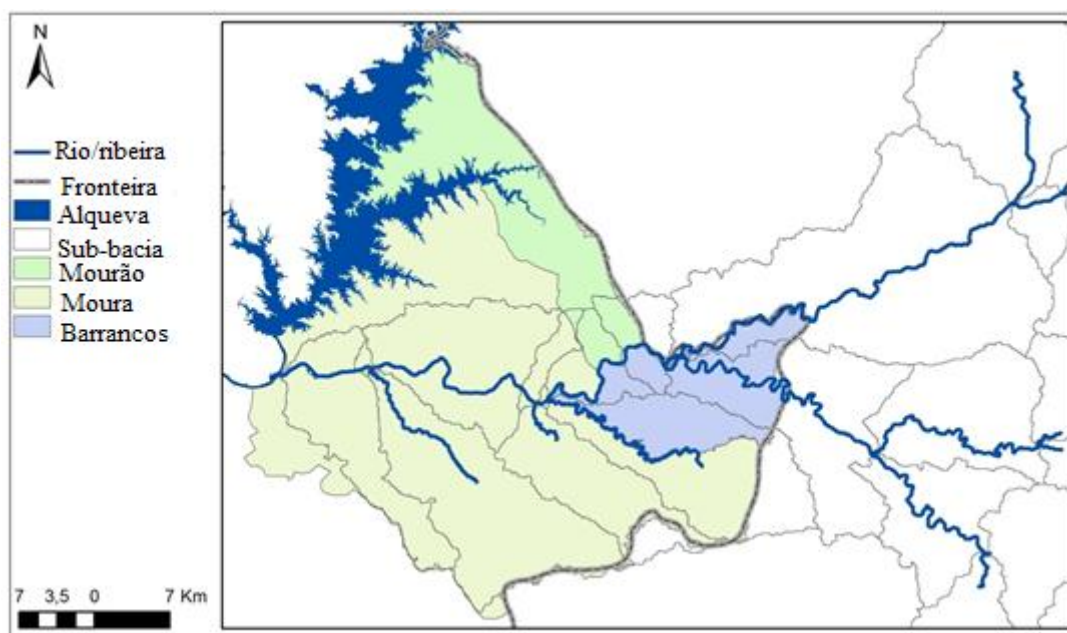 N
Rio/ribeira
Fronteira
Alqueva
Sub-bacia
Mourão
Moura
Barrancos
7 3,5 0 7 Km